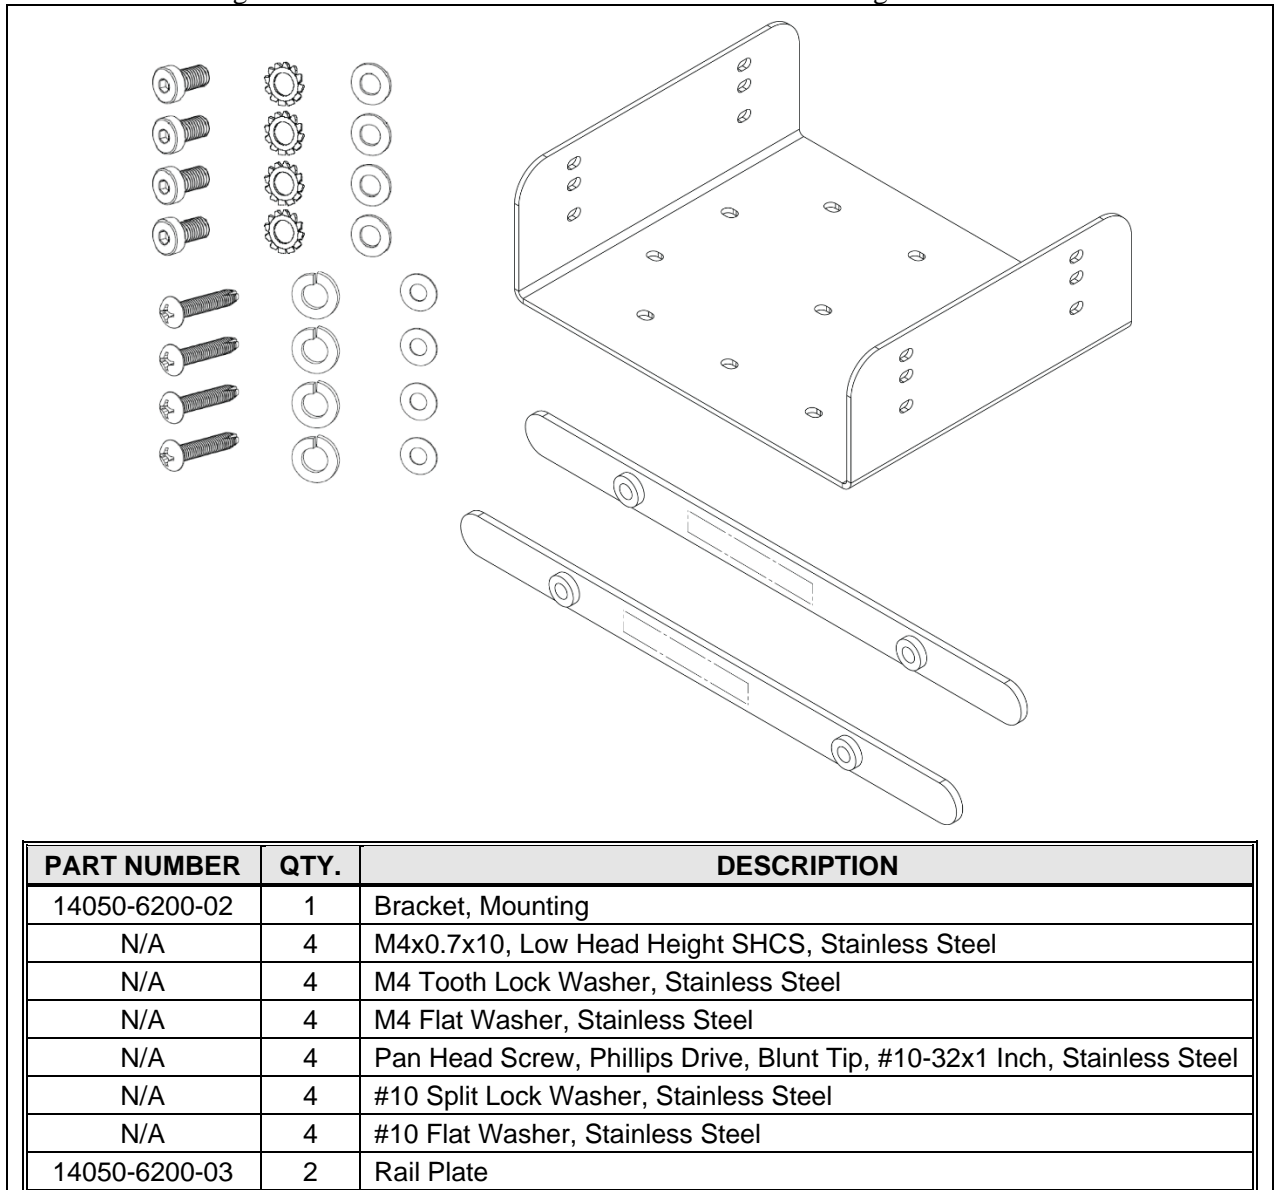 PART NUMBER QTY. DESCRIPTION
14050-6200-02 1 Bracket, Mounting
N/A 4 M4x0.7x10, Low Head Height SHCS, Stainless Steel
N/A 4 M4 Tooth Lock Washer, Stainless Steel
N/A 4 M4 Flat Washer, Stainless Steel
N/A 4 Pan Head Screw, Phillips Drive, Blunt Tip, #10-32x1 Inch, Stainless Steel
N/A 4 #10 Split Lock Washer, Stainless Steel
N/A 4 #10 Flat Washer, Stainless Steel
14050-6200-03 2 Rail Plate